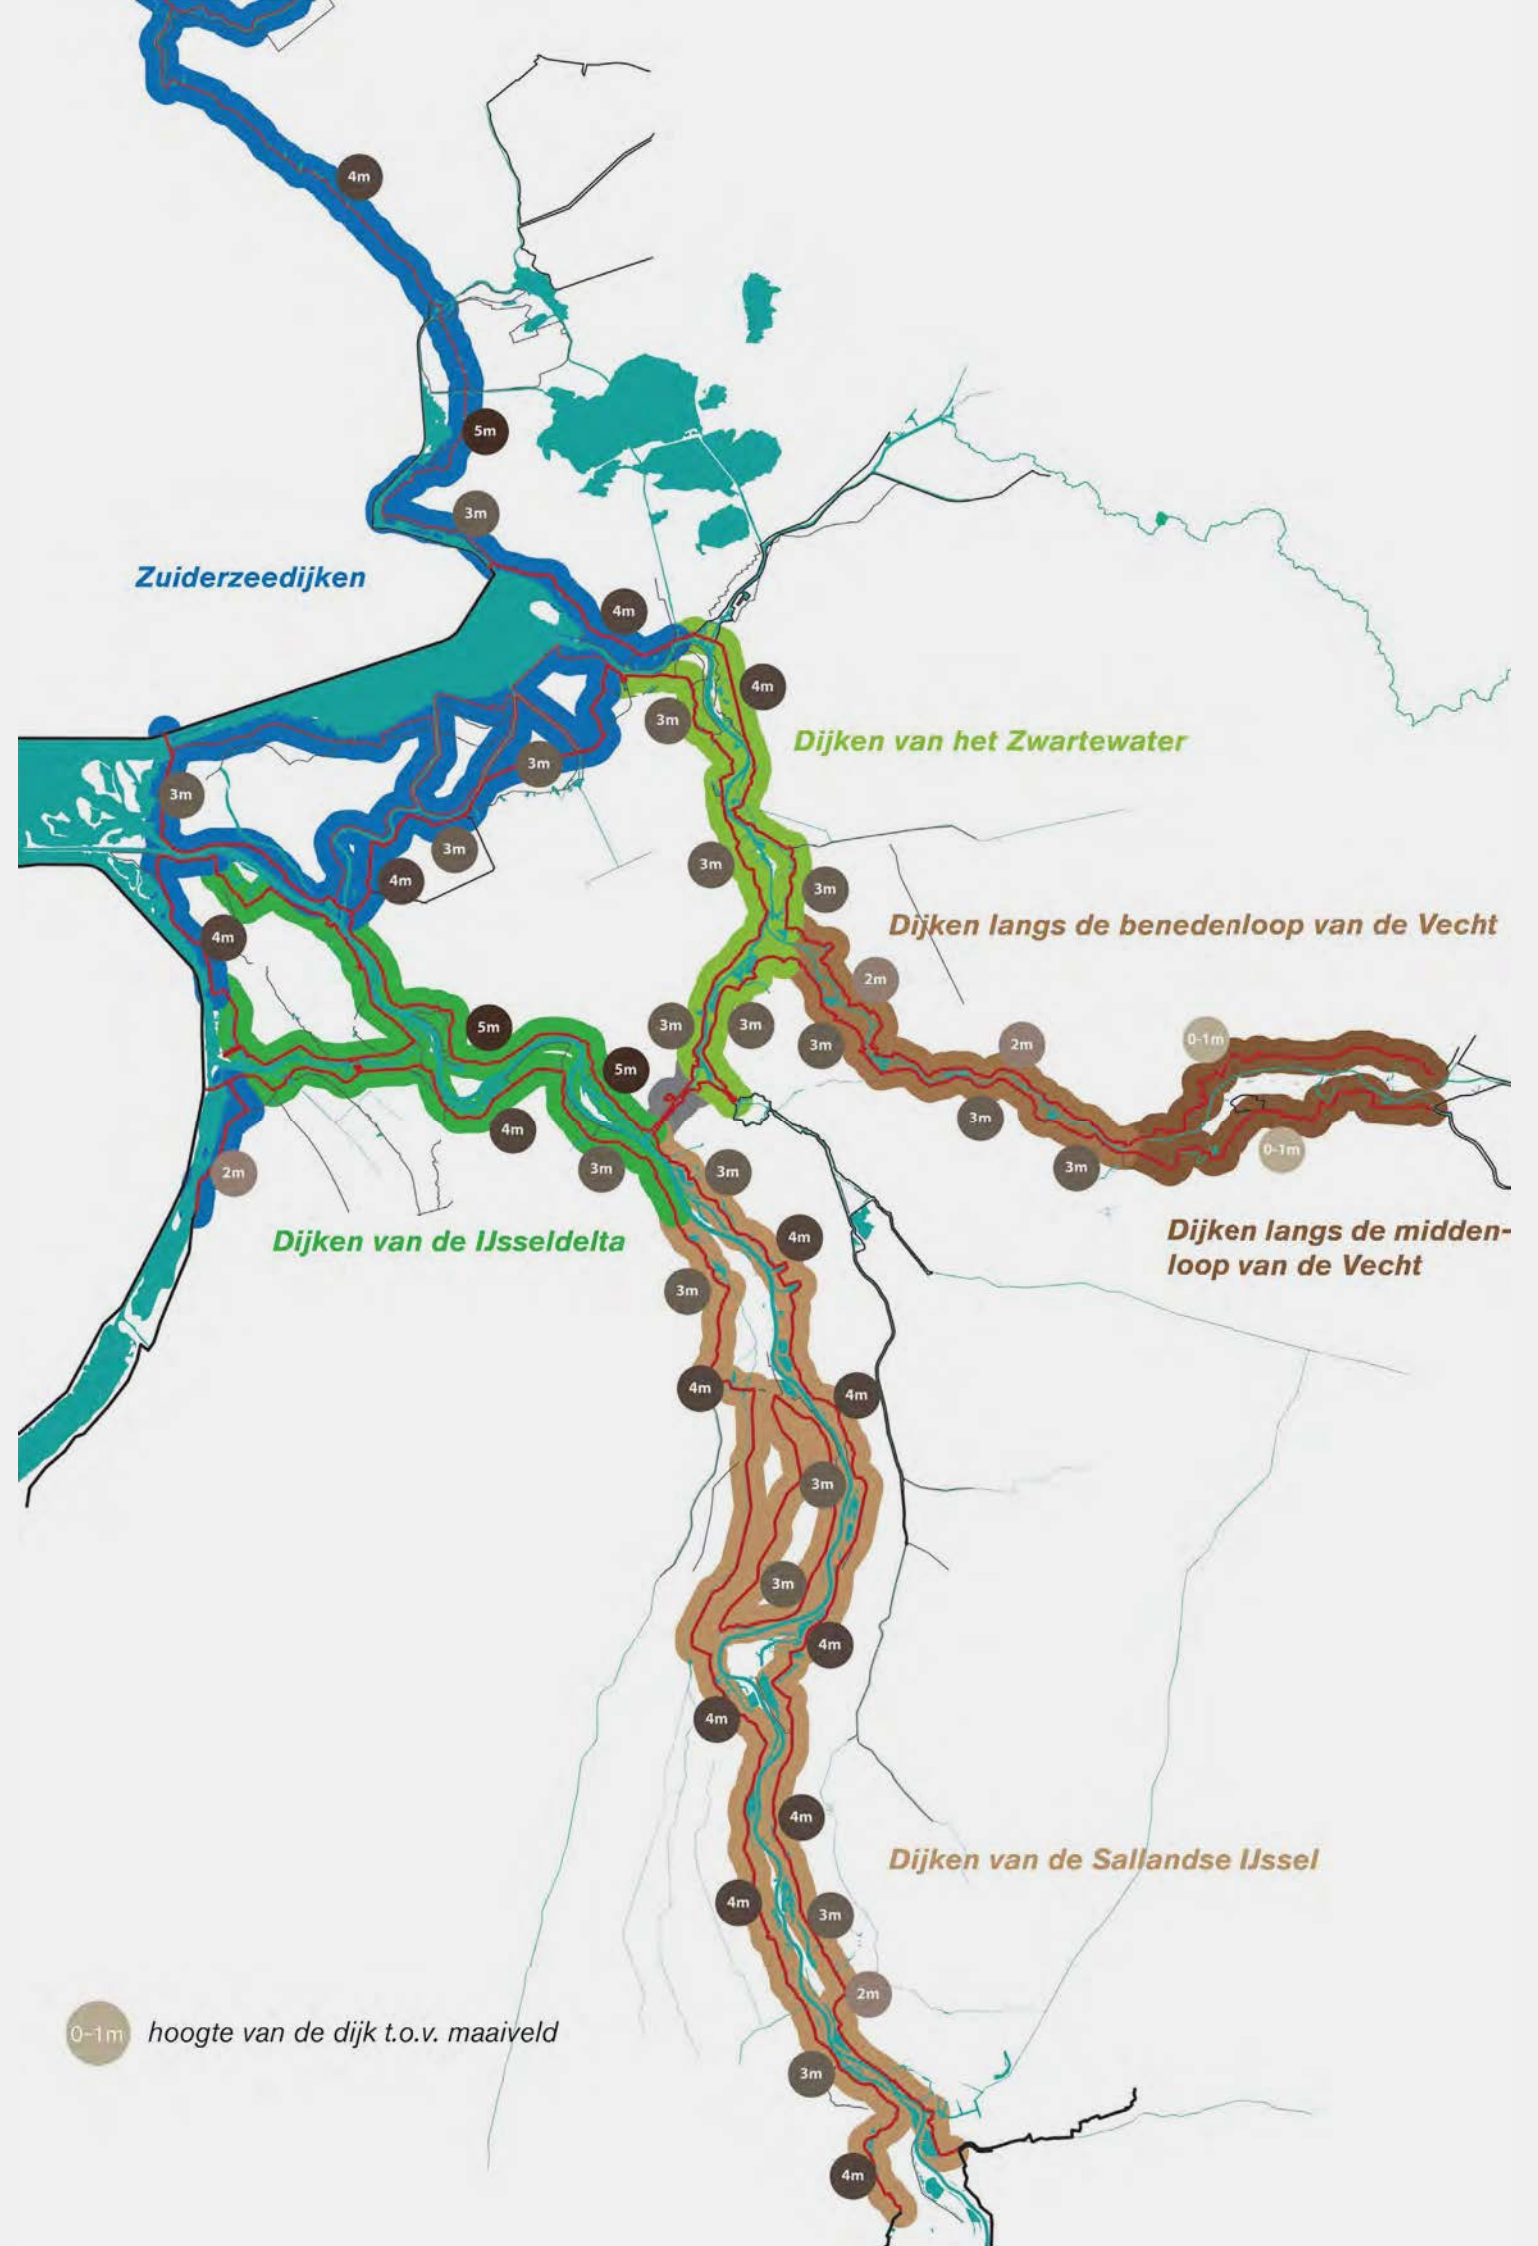 4m
5m
3m
Zuiderzeedijken
4m
4m
3m
Dijken van het Zwartewater
3m
3m
3m
3m
4m
3m
Dijken langs de benedenloop van de Vecht
4m
2m
5m
3m
3m
3m
2m
0-1m
5m
3m
4m
0-1m
3m
3m
3m
2m
Dijken langs de midden-
loop van de Vecht
Dijken van de IJsseldelta
4m
3m
4m
4m
3m
3m
4m
4m
4m
Dijken van de Sallandse IJssel
4m
3m
2m
0-1m hoogte van de dijk t.o.v. maaiveld
3m
4m